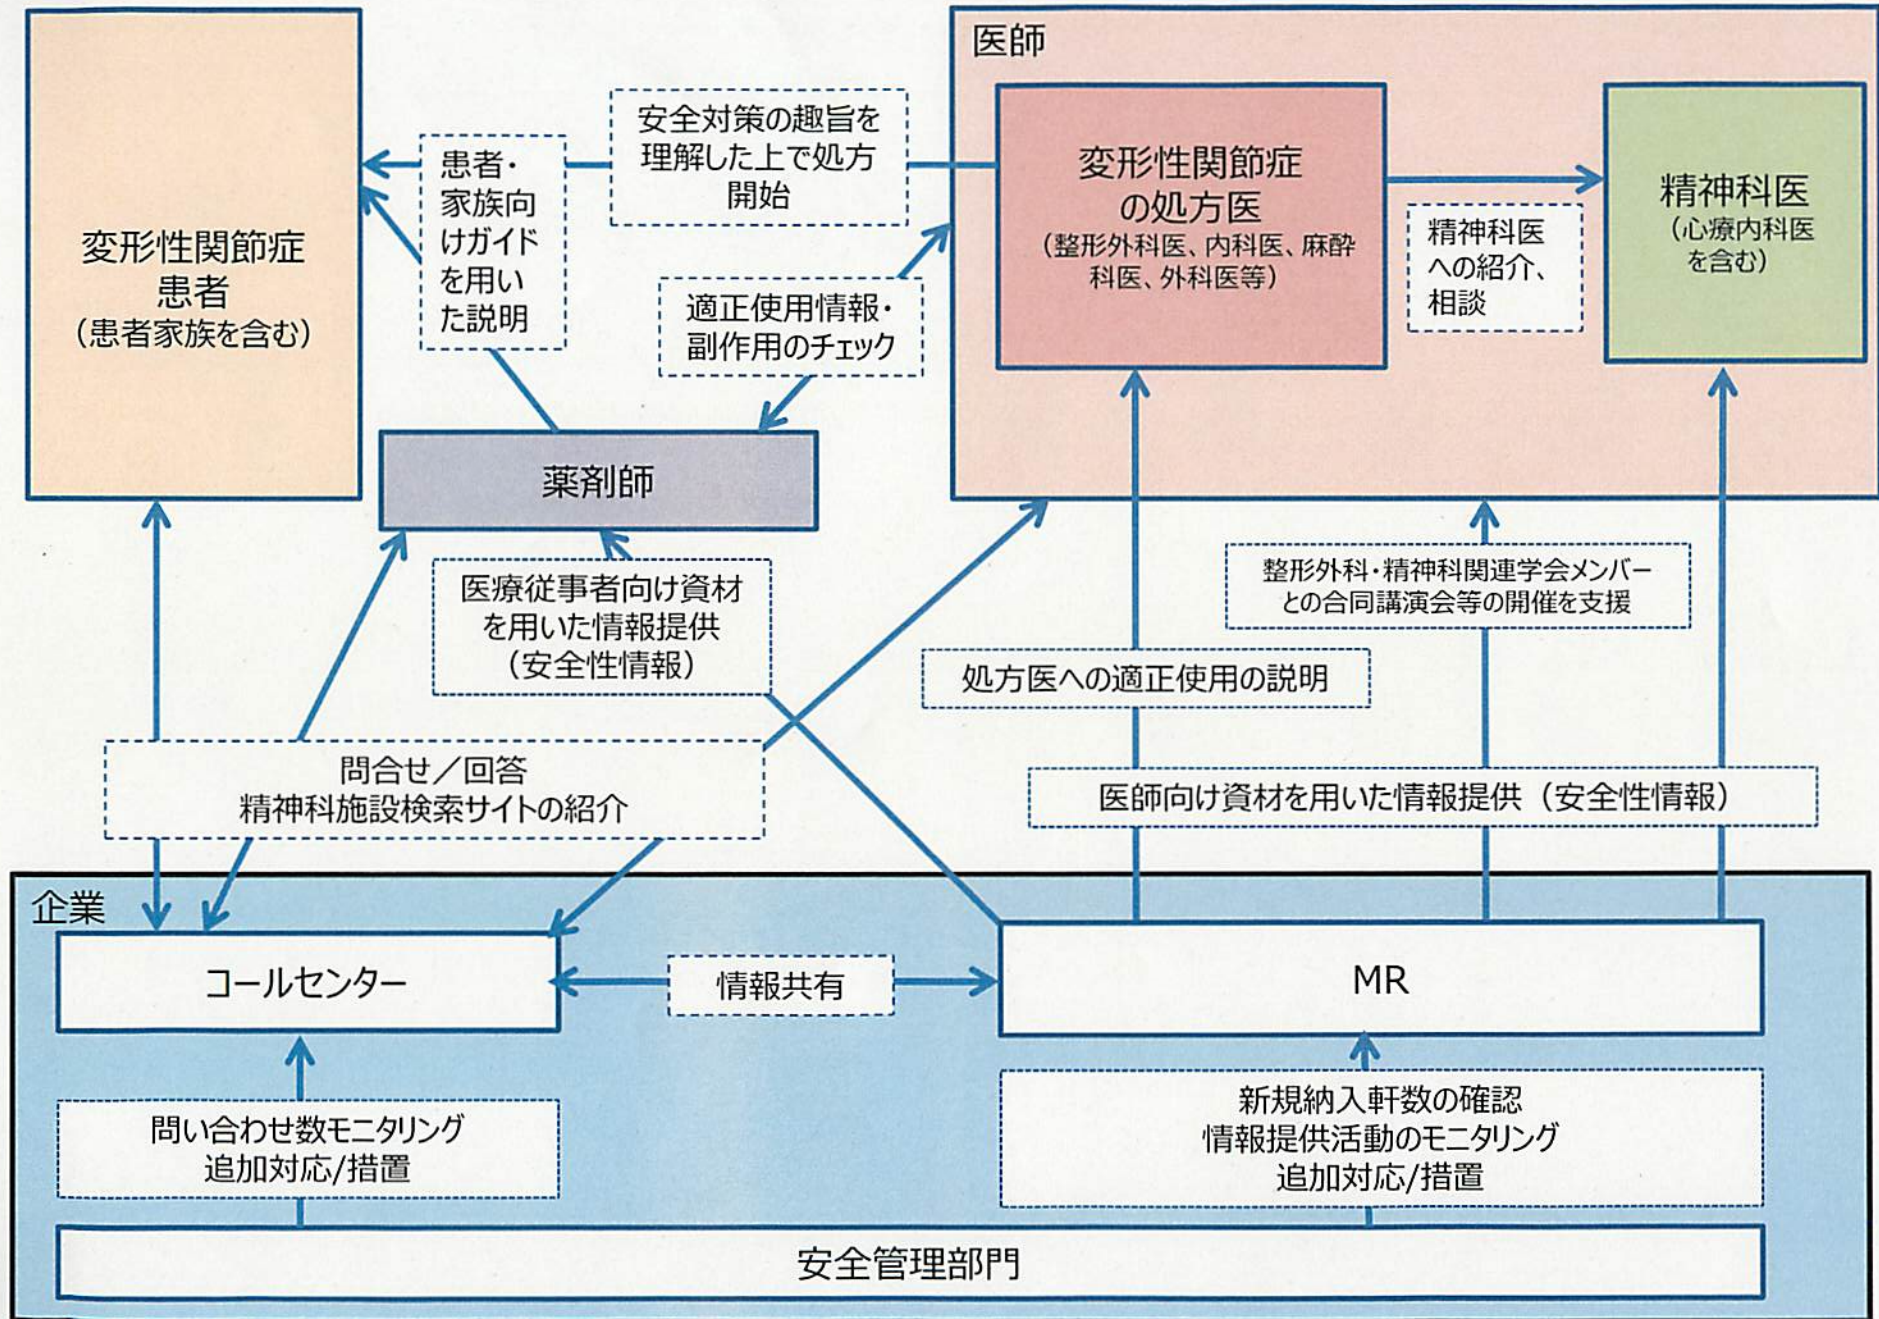 医師
変形性関節症
患者
（患者家族を含む）
患者・
家族向
けガイド
を用い
た説明
安全対策の趣旨を
理解した上で処方
開始
適正使用情報・
副作用のチェック
変形性関節症
の処方医
（整形外科医、内科医、麻酔
科医、外科医等）
精神科医
への紹介、
相談
精神科医
（心療内科医
を含む）
薬剤師
医療従事者向け資材
を用いた情報提供
（安全性情報）
整形外科・精神科関連学会メンバー
との合同講演会等の開催を支援
処方医への適正使用の説明
問合せ／回答
精神科施設検索サイトの紹介
医師向け資材を用いた情報提供（安全性情報）
企業
コールセンター
情報共有
MR
問い合わせ数モニタリング
追加対応/措置
新規納入軒数の確認
情報提供活動のモニタリング
追加対応/措置
安全管理部門